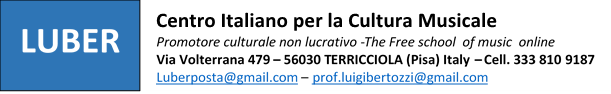 LUBER
Centro Italiano per la Cultura Musicale
Promotore culturale non lucrativo -The Free school of music online
Via Volterrana 479 – 56030 TERRICCIOLA (Pisa) Italy – Cell. 333 810 9187
Luberposta@gmail.com – prof.luigibertozzi@gmail.com